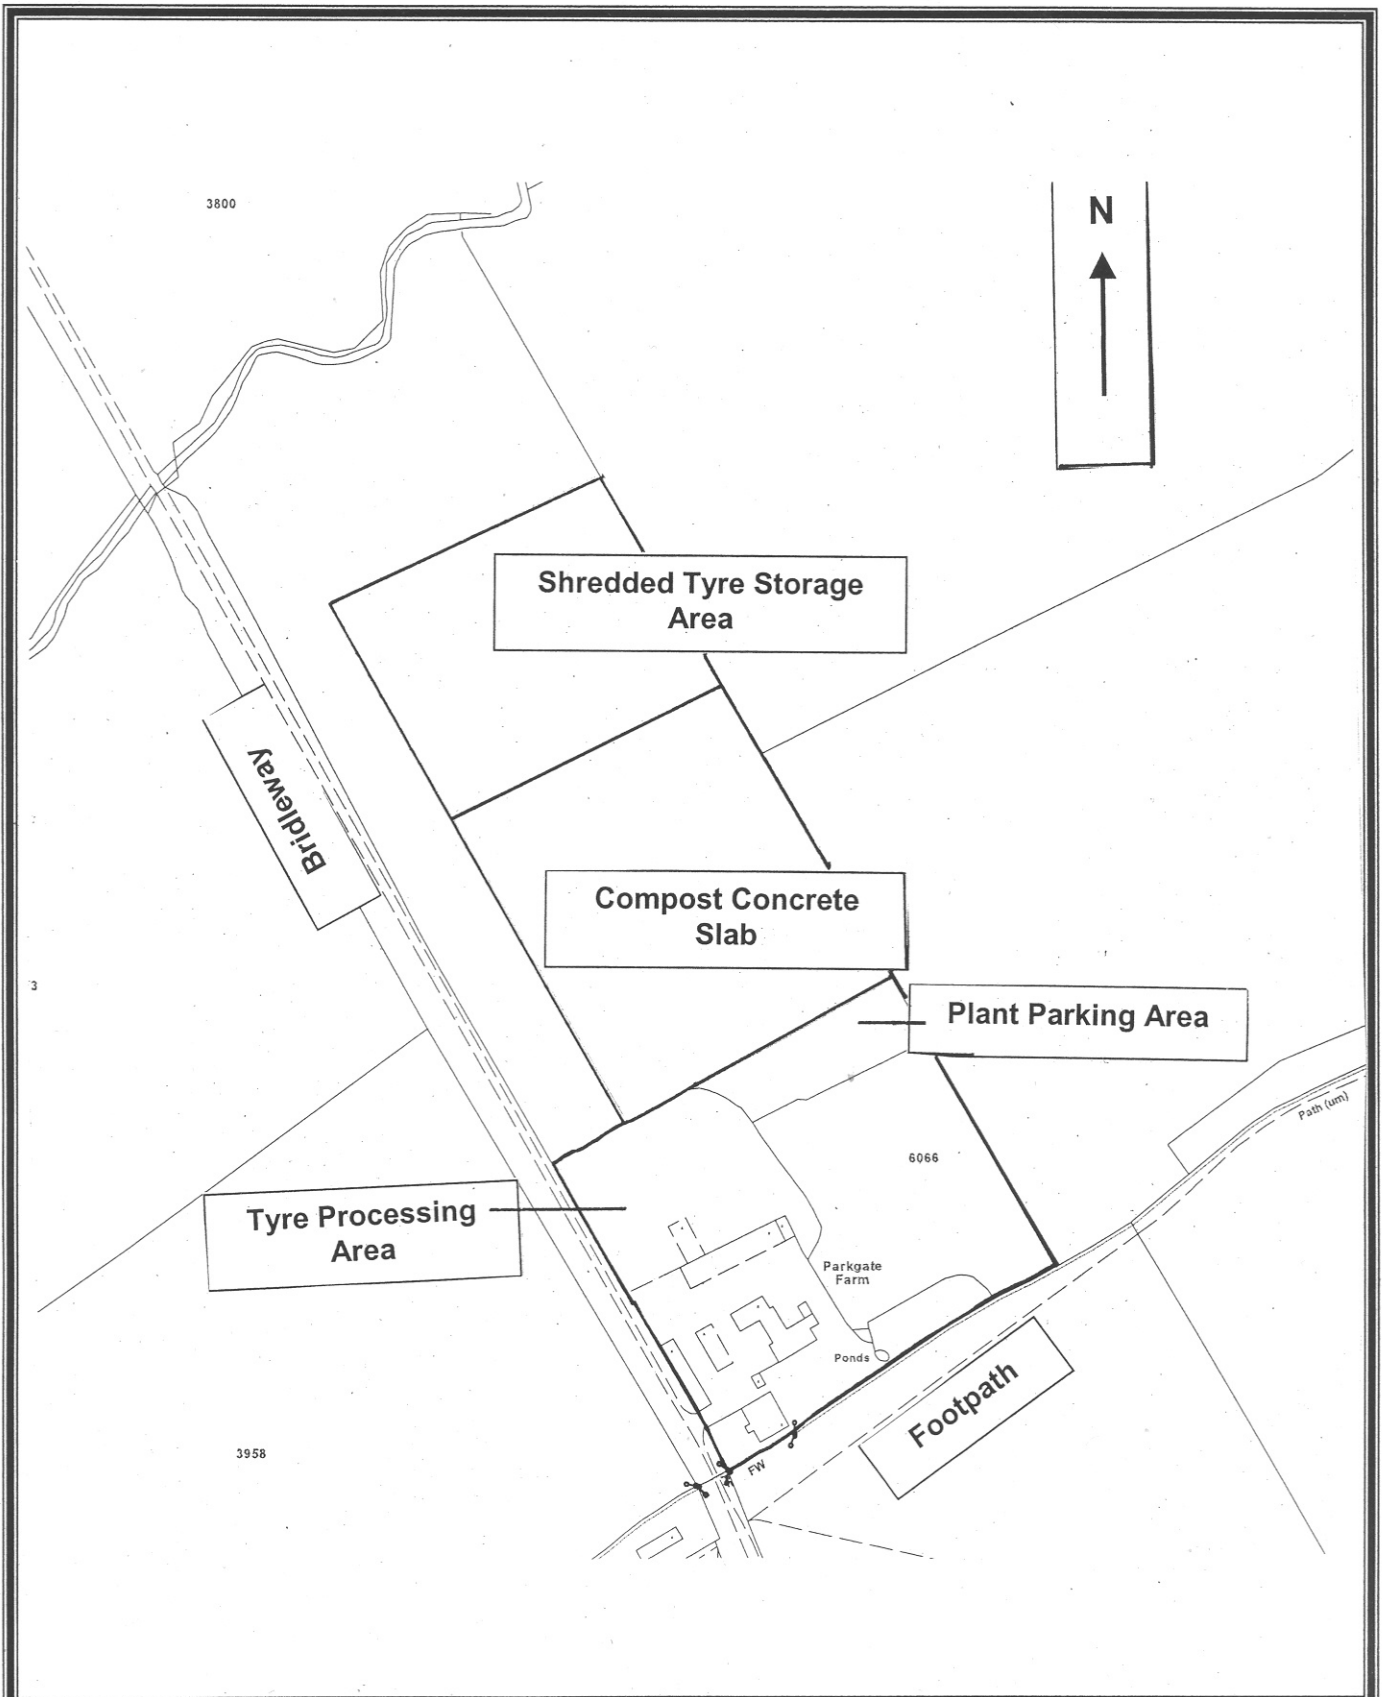 3800
N
Shredded Tyre Storage
Area
Bridleway
Compost Concrete
Slab
3
Plant Parking Area
Path (um)
6066
Tyre Processing
Area
Parkgate
Farm
Ponds
Footpath
3958
FW